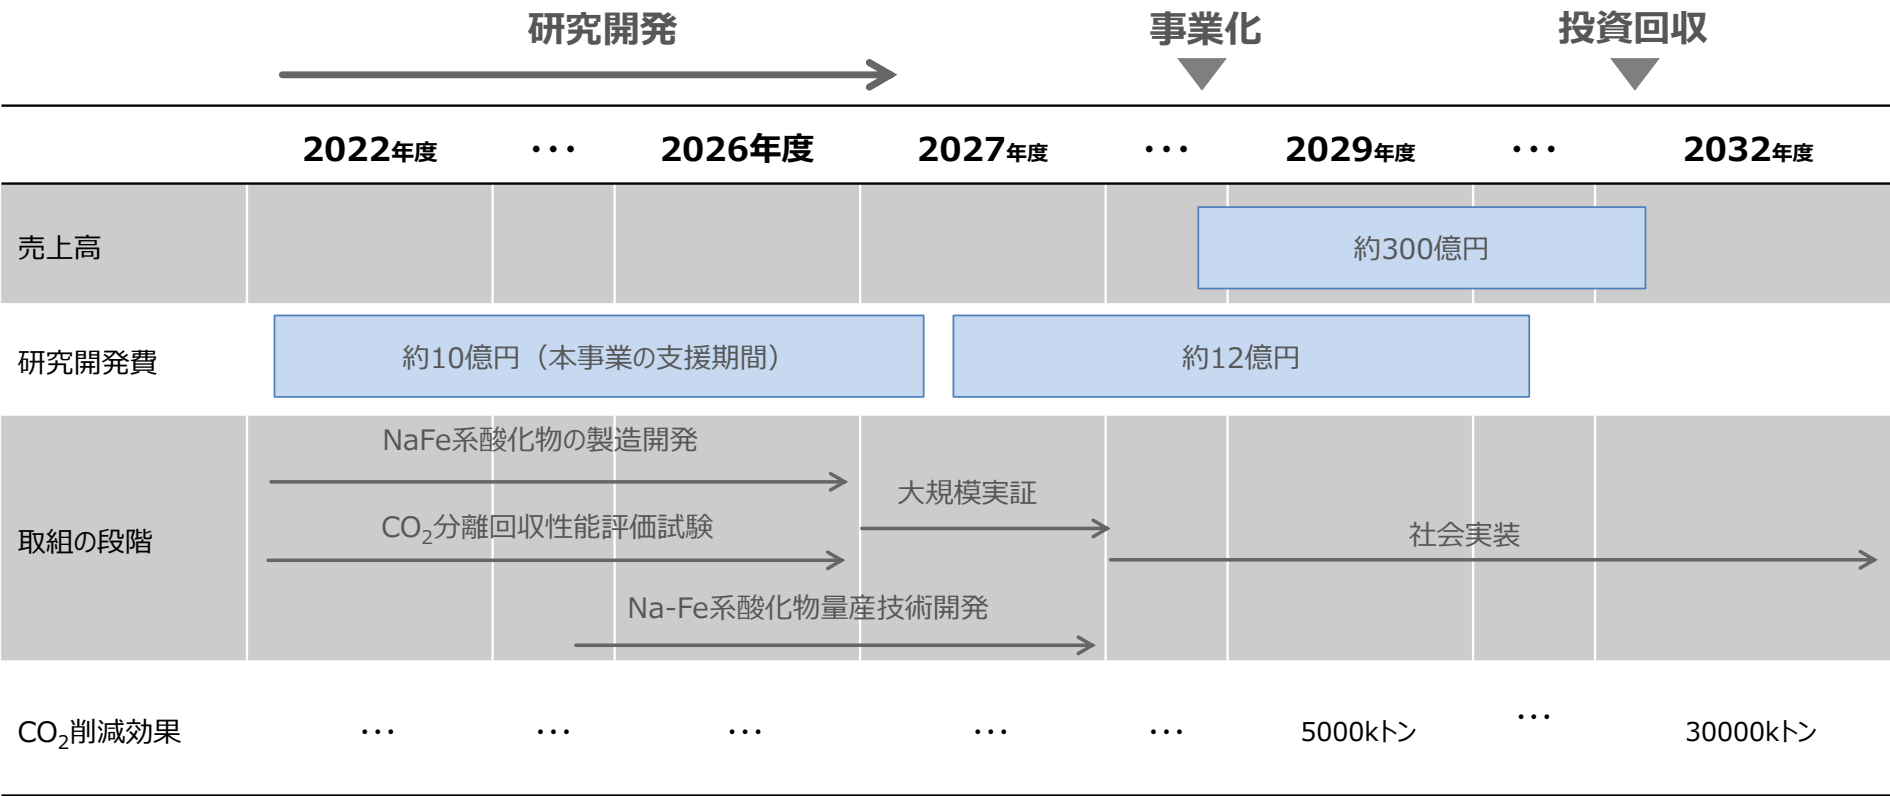 研究開発 事業化 投資回収
2022年度 ・・・ 2026年度 2027年度 ・・・ 2029年度 ・・・ 2032年度
売上高 約300億円
研究開発費 約10億円（本事業の支援期間） 約12億円
NaFe系酸化物の製造開発
大規模実証
CO₂分離回収性能評価試験
取組の段階 社会実装
Na-Fe系酸化物量産技術開発
CO₂削減効果 ・・・ ・・・ ・・・ ・・・ ・・・ 5000kトン ・・・ 30000kトン